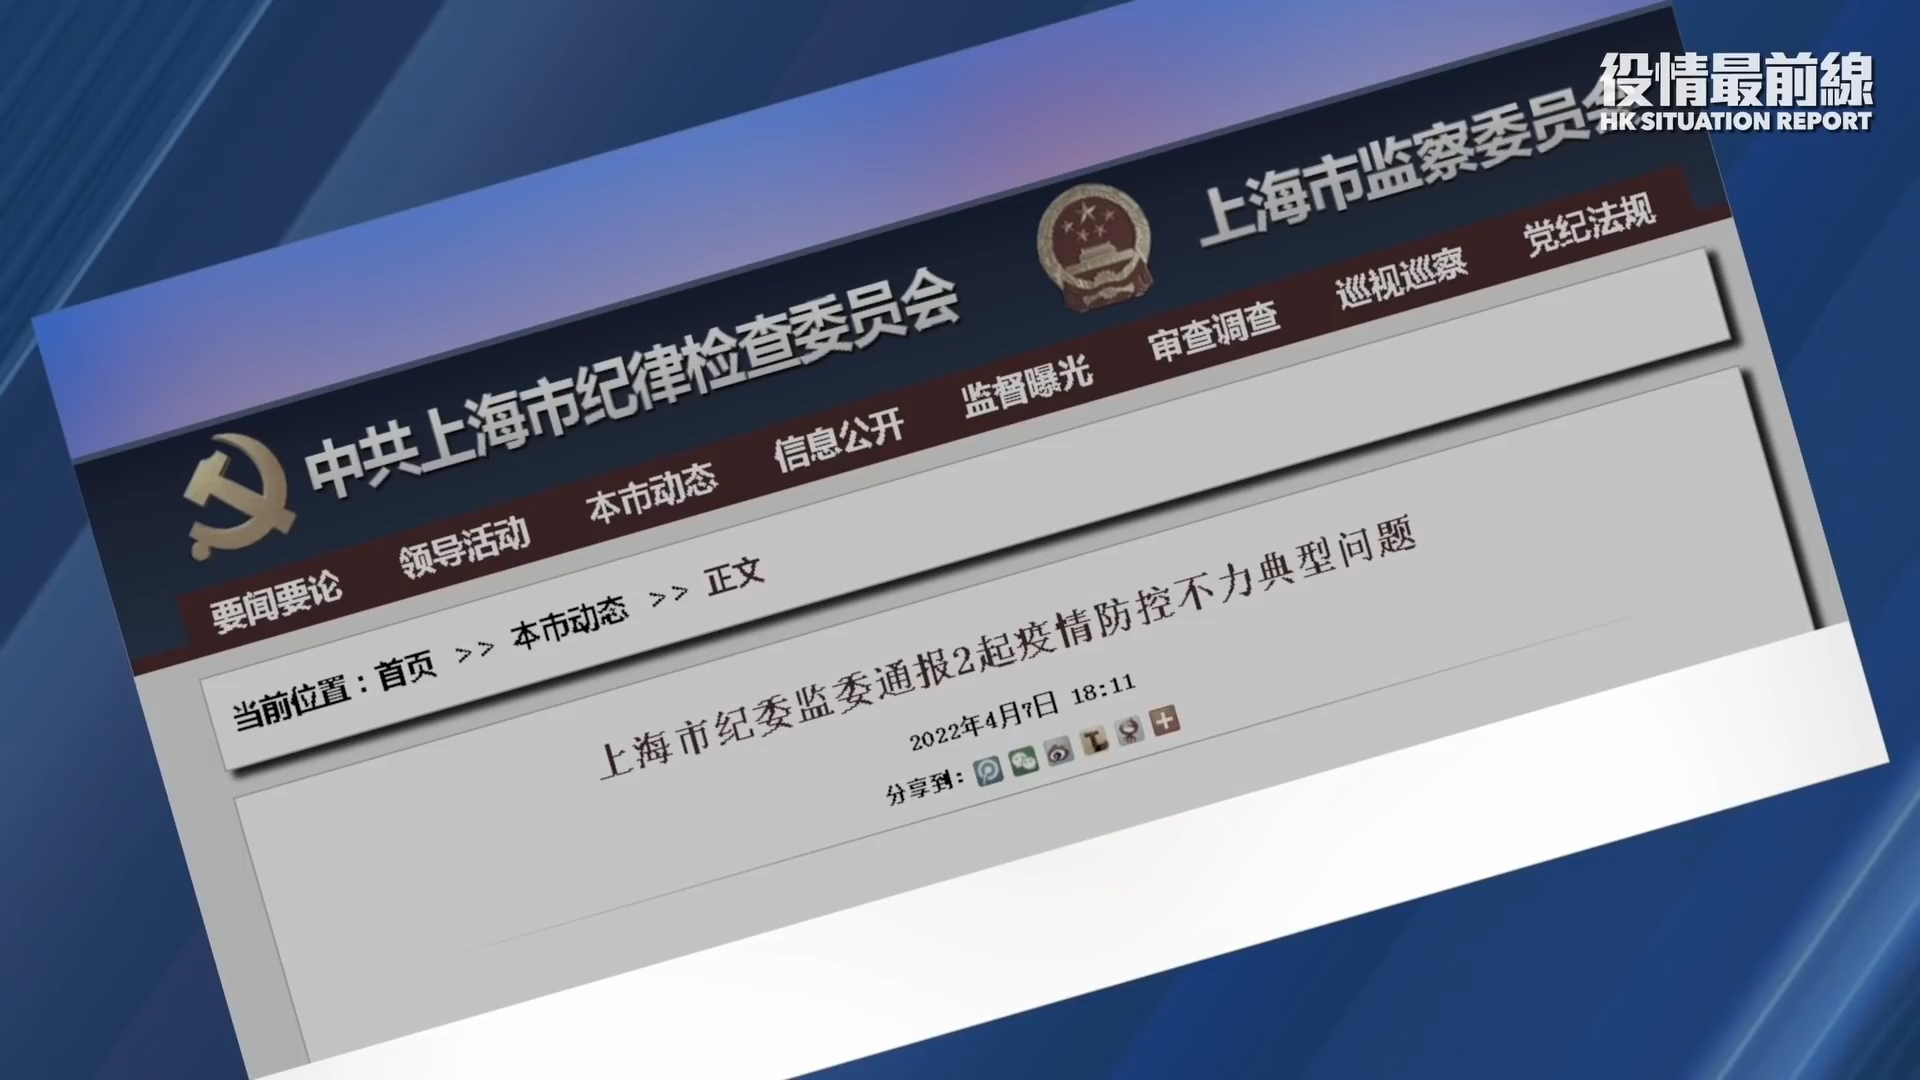 役情最前線
HK SITUATION REPORT
中共上海市纪律检查委员会 上海市监察委员会
要闻要论 领导活动 本市动态 信息公开 监督曝光 审查调查 巡视巡察 党纪法规
当前位置：首页 >> 本市动态 >> 正文
上海市纪委监委通报2起疫情防控不力典型问题
2022年4月7日 18:11
分享到：